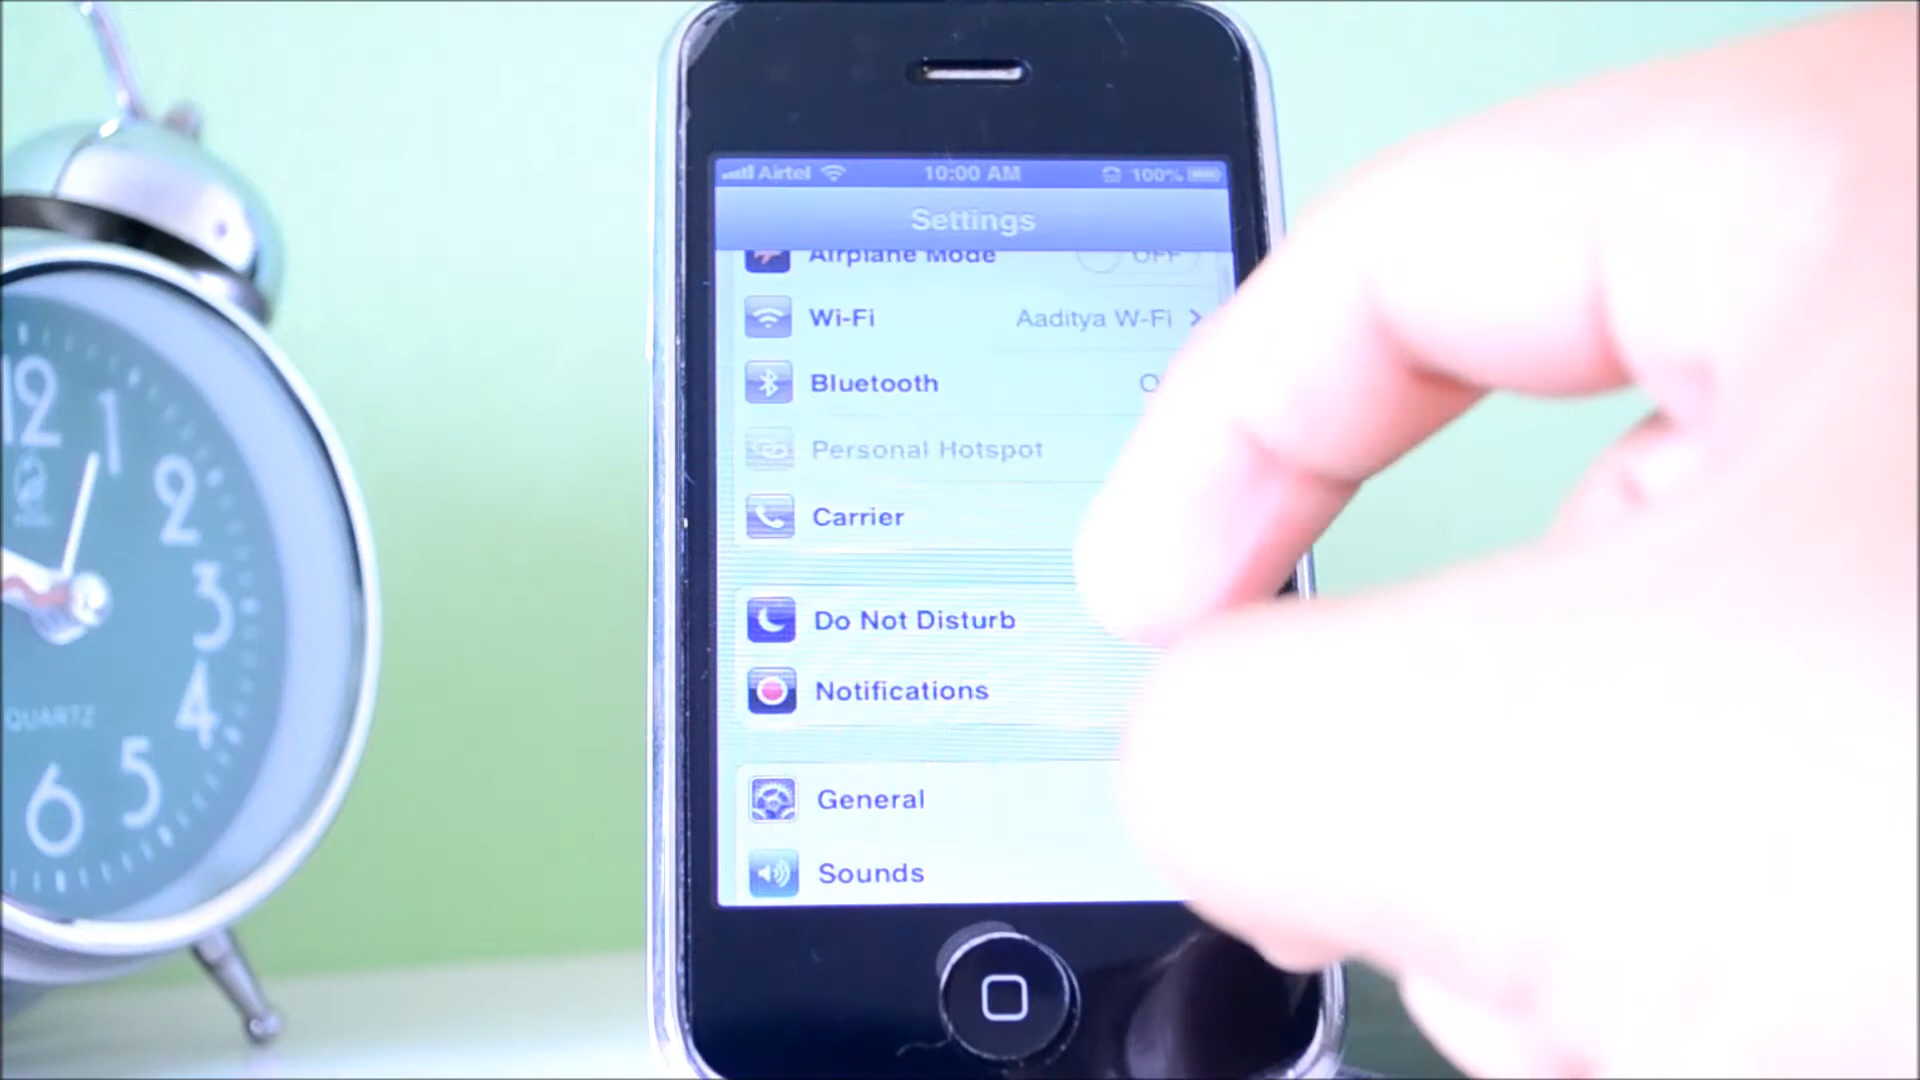 Airtel 10:00 AM 100%
Settings
Airplane Mode OFF
Wi-Fi Aaditya W-Fi
Bluetooth
Personal Hotspot
Carrier
Do Not Disturb
Notifications
General
Sounds
12
1
2
3
4
5
6
QUARTZ